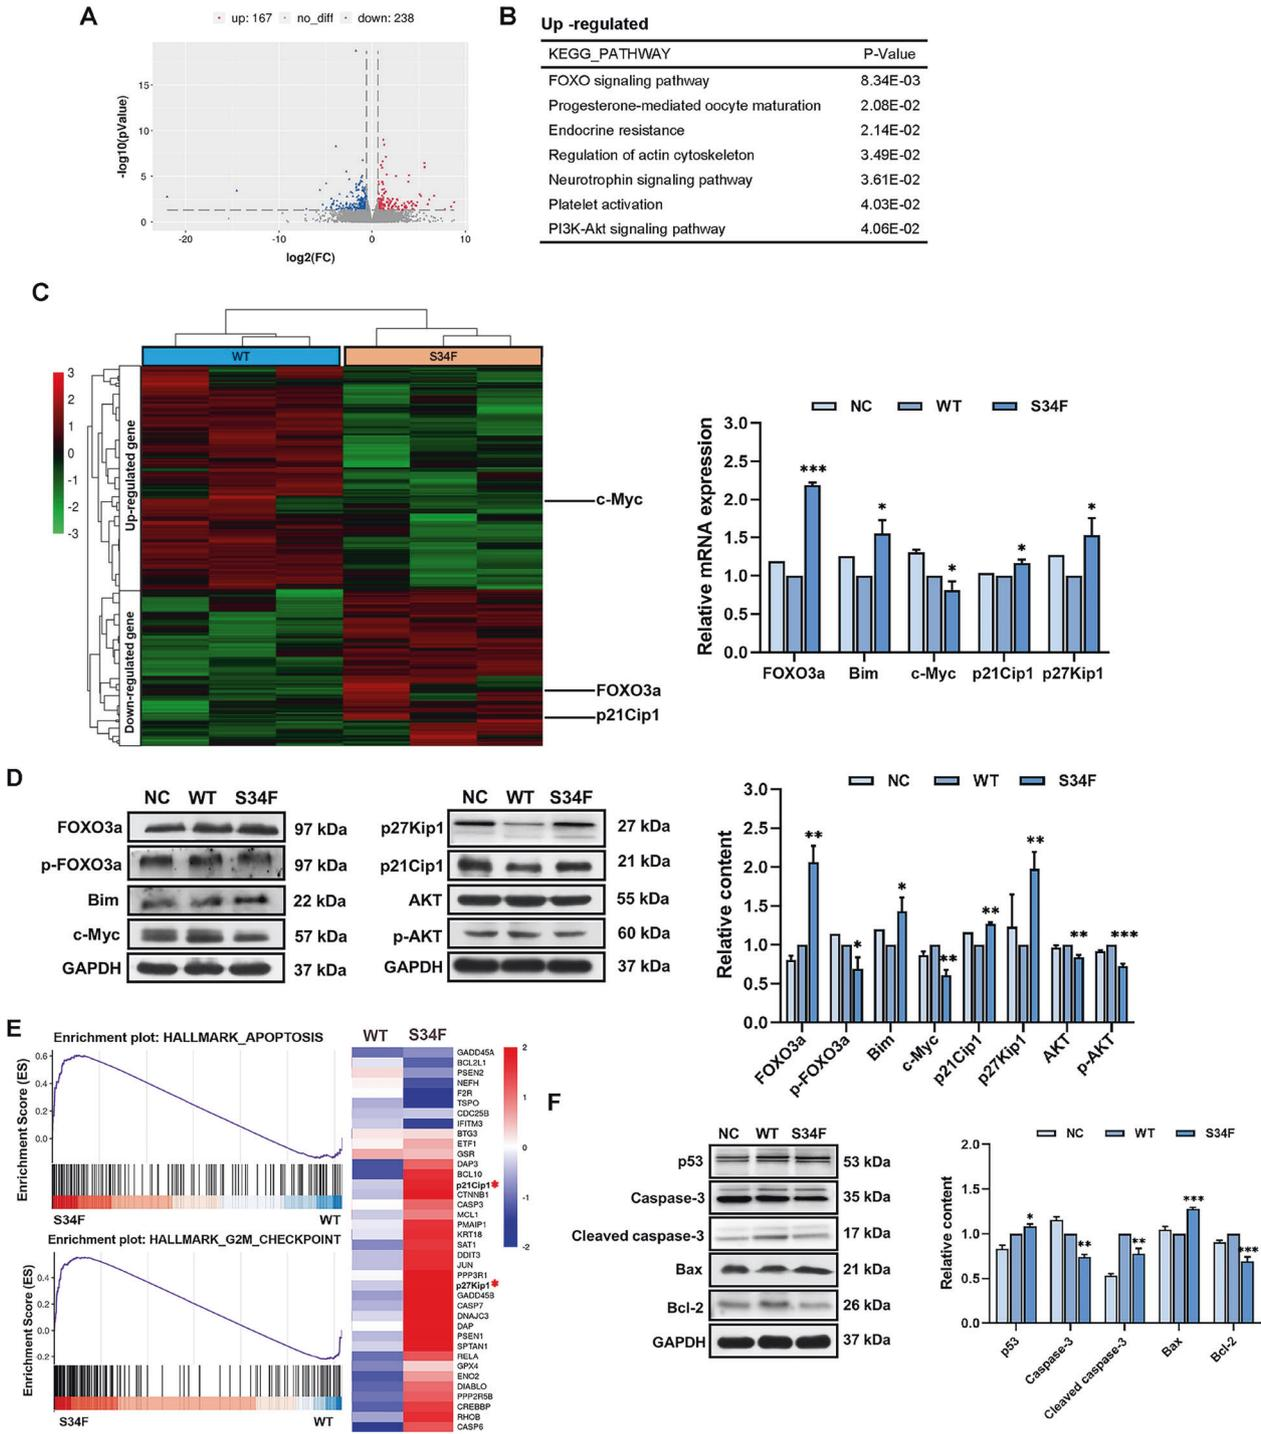 A
up: 167 no_diff down: 238
-log10(pValue)
15
10
5
0
-20 -10 0 10
log2(FC)
B
Up -regulated
KEGG_PATHWAY P-Value
FOXO signaling pathway 8.34E-03
Progesterone-mediated oocyte maturation 2.08E-02
Endocrine resistance 2.14E-02
Regulation of actin cytoskeleton 3.49E-02
Neurotrophin signaling pathway 3.61E-02
Platelet activation 4.03E-02
PI3K-Akt signaling pathway 4.06E-02
C
WT S34F
3
2
1
0
-1
-2
-3
Up-regulated gene
Down-regulated gene
c-Myc
FOXO3a
p21Cip1
NC WT S34F
Relative mRNA expression
3.0
2.5
2.0
1.5
1.0
0.5
0.0
*** * * * *
FOXO3a Bim c-Myc p21Cip1 p27Kip1
D
NC WT S34F
FOXO3a 97 kDa
p-FOXO3a 97 kDa
Bim 22 kDa
c-Myc 57 kDa
GAPDH 37 kDa
NC WT S34F
p27Kip1 27 kDa
p21Cip1 21 kDa
AKT 55 kDa
p-AKT 60 kDa
GAPDH 37 kDa
NC WT S34F
Relative content
3.0
2.5
2.0
1.5
1.0
0.5
0.0
** * * ** ** ** ** ***
FOXO3a p-FOXO3a Bim c-Myc p21Cip1 p27Kip1 AKT p-AKT
E
Enrichment plot: HALLMARK_APOPTOSIS
Enrichment Score (ES)
0.6
0.4
0.2
0.0
S34F WT
Enrichment plot: HALLMARK_G2M_CHECKPOINT
Enrichment Score (ES)
0.4
0.2
0.0
0.2
S34F WT
WT S34F
GADD45A
BCL2L1
PSEN2
NEFH
F2R
TSPO
CDC25B
IFITM3
BTG3
ETF1
GSR
DAP3
BCL10
p21Cip1*
CTNNB1
CASP3
MCL1
PMAIP1
KRT18
SAT1
DDIT3
JUN
PPP3R1
p27Kip1*
GADD45B
CASP7
DNAJC3
DAP
PSEN1
SPTAN1
RELA
GPX4
ENO2
DIABLO
PPP2R5B
CREBBP
RHOB
CASP6
2
1
0
-1
-2
F
NC WT S34F
p53 53 kDa
Caspase-3 35 kDa
Cleaved caspase-3 17 kDa
Bax 21 kDa
Bcl-2 26 kDa
GAPDH 37 kDa
NC WT S34F
Relative content
2.0
1.5
1.0
0.5
0.0
* ** ** *** ***
p53 Caspase-3 Cleaved caspase-3 Bax Bcl-2